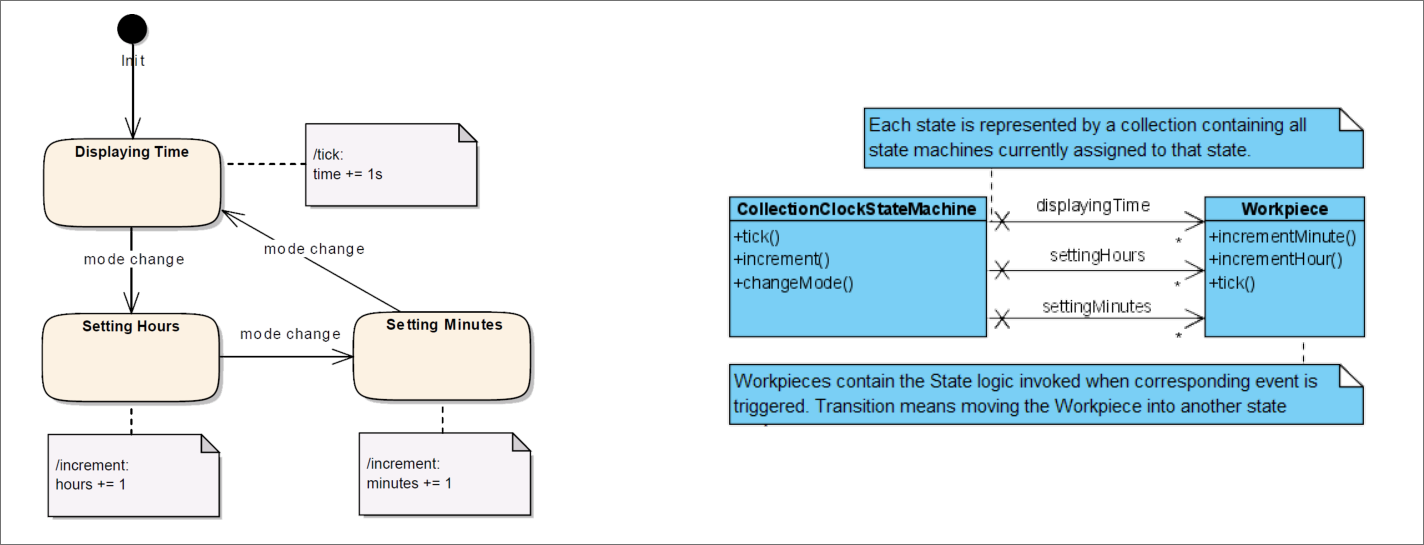 Init
Displaying Time
/tick:
time += 1s
mode change
mode change
Setting Hours
mode change
Setting Minutes
/increment:
hours += 1
/increment:
minutes += 1
Each state is represented by a collection containing all
state machines currently assigned to that state.
CollectionClockStateMachine
+tick()
+increment()
+changeMode()
displayingTime
*
settingHours
*
settingMinutes
*
Workpiece
+incrementMinute()
+incrementHour()
+tick()
Workpieces contain the State logic invoked when corresponding event is
triggered. Transition means moving the Workpiece into another state